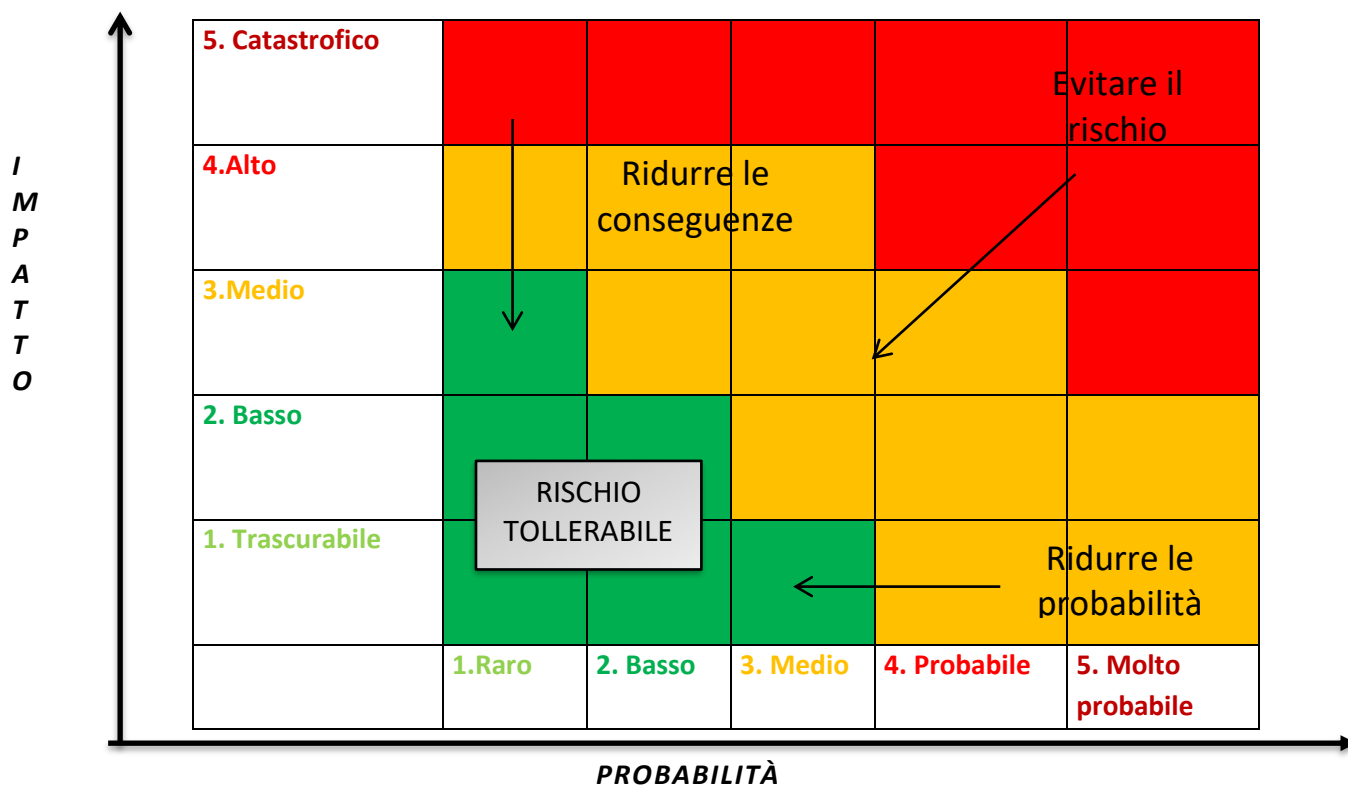 I
M
P
A
T
T
O
5. Catastrofico
Evitare il
rischio
4.Alto
Ridurre le
conseguenze
3.Medio
2. Basso
RISCHIO
TOLLERABILE
1. Trascurabile
Ridurre le
probabilità
1.Raro
2. Basso
3. Medio
4. Probabile
5. Molto
probabile
PROBABILITÀ